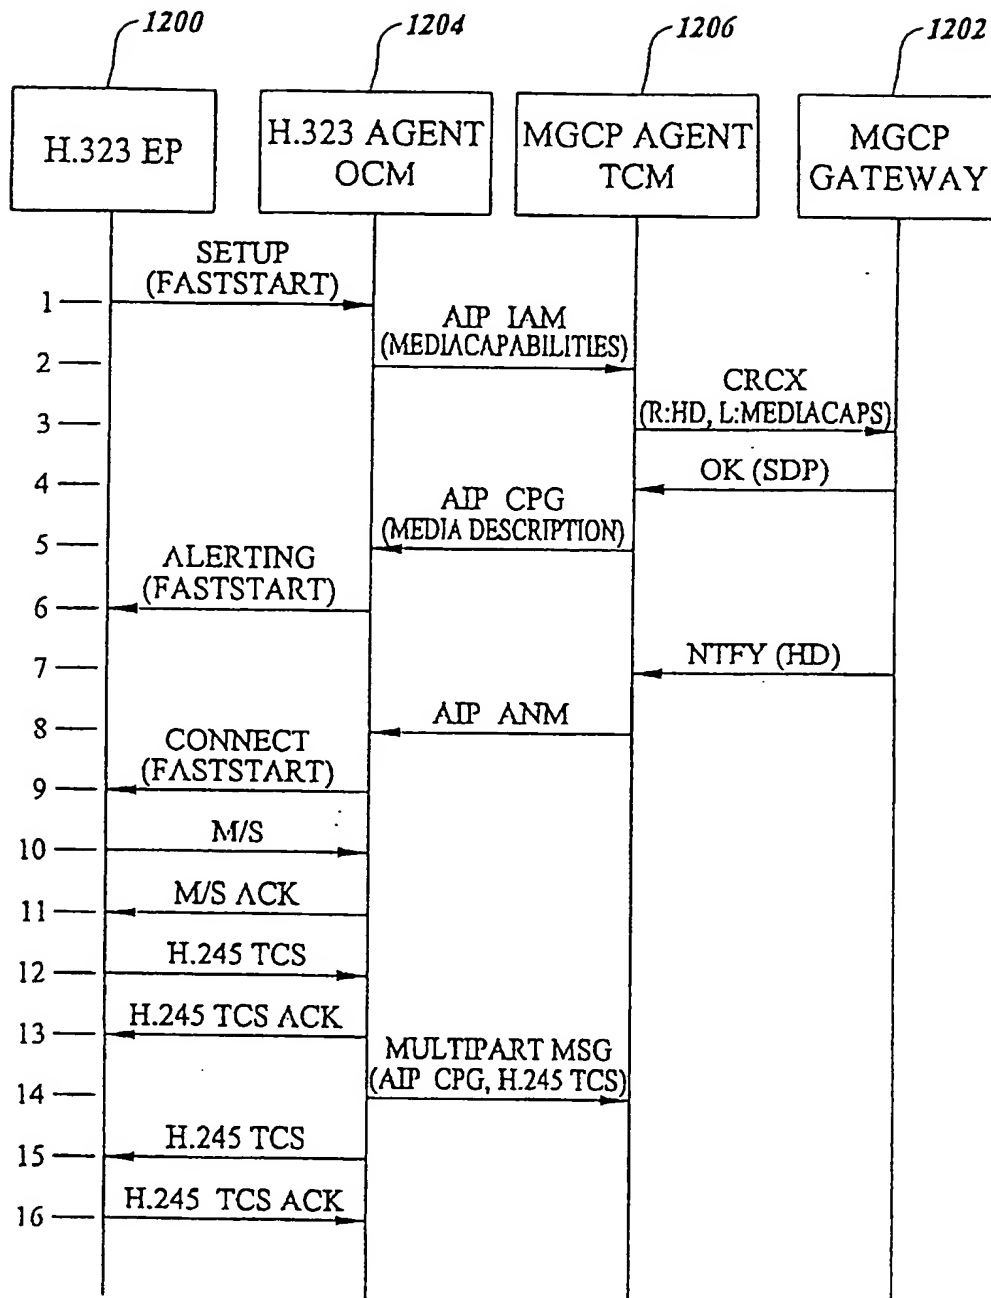 1200
1204
1206
1202
H.323 EP
H.323 AGENT
OCM
MGCP AGENT
TCM
MGCP
GATEWAY
SETUP
(FASTSTART)
1
AIP IAM
(MEDIACAPABILITIES)
2
CRCX
(R:HD, L:MEDIACAPS)
3
OK (SDP)
4
AIP CPG
(MEDIA DESCRIPTION)
5
ALERTING
(FASTSTART)
6
NTFY (HD)
7
AIP ANM
8
CONNECT
(FASTSTART)
9
M/S
10
M/S ACK
11
H.245 TCS
12
H.245 TCS ACK
13
MULTIPART MSG
(AIP CPG, H.245 TCS)
14
H.245 TCS
15
H.245 TCS ACK
16